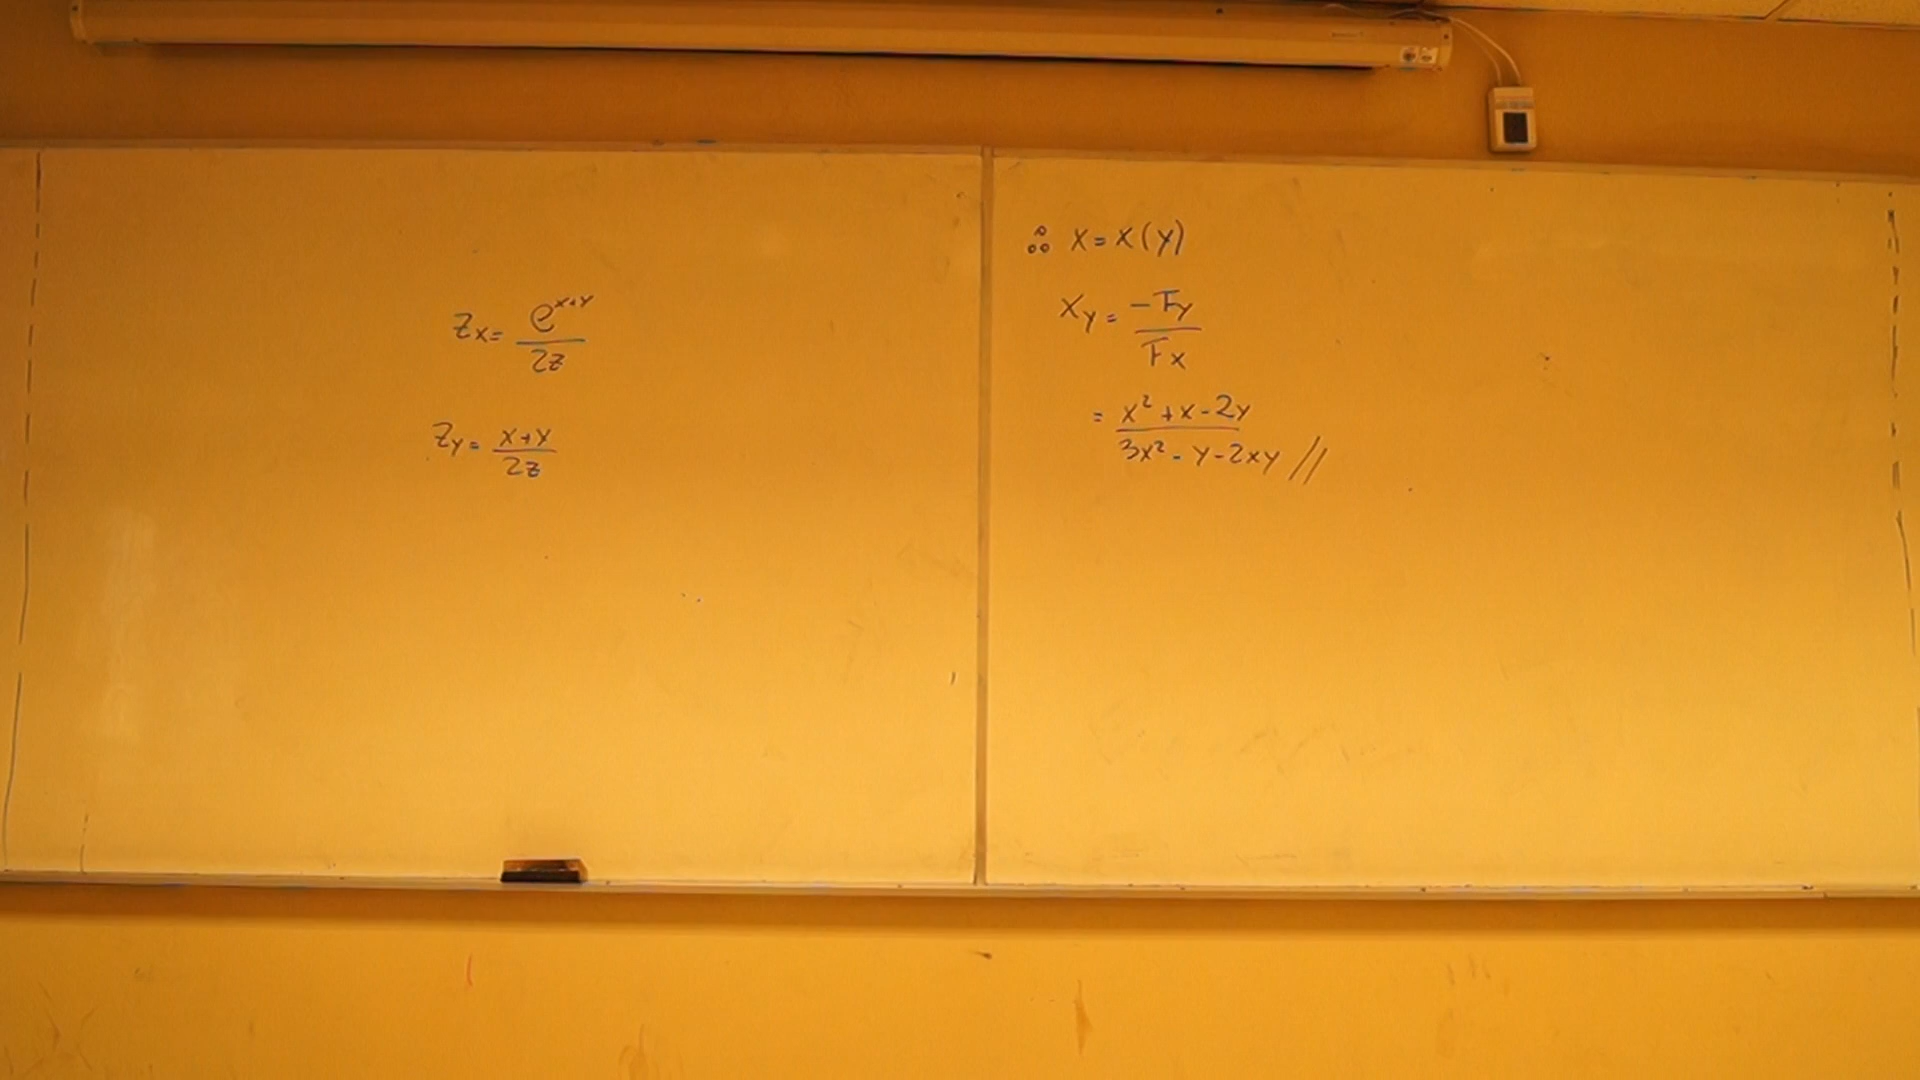 Zx = e^(x+y) / 2z
Zy = x+y / 2z
∴ x = x(y)
Xy = -Fy / Fx
= x² + x - 2y / 3x² - y - 2xy //